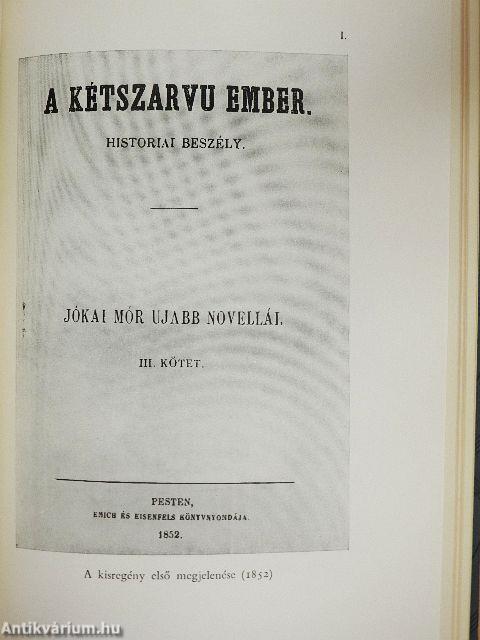 I.
A KÉTSZARVU EMBER.
HISTORIAI BESZÉLY.
JÓKAI MÓR UJABB NOVELLÁI.
III. KÖTET.
PESTEN,
EMICH ÉS EISENFELS KÖNYVNYONDÁJA.
1852.
A kisregény első megjelenése (1852)
Antikvárium.hu